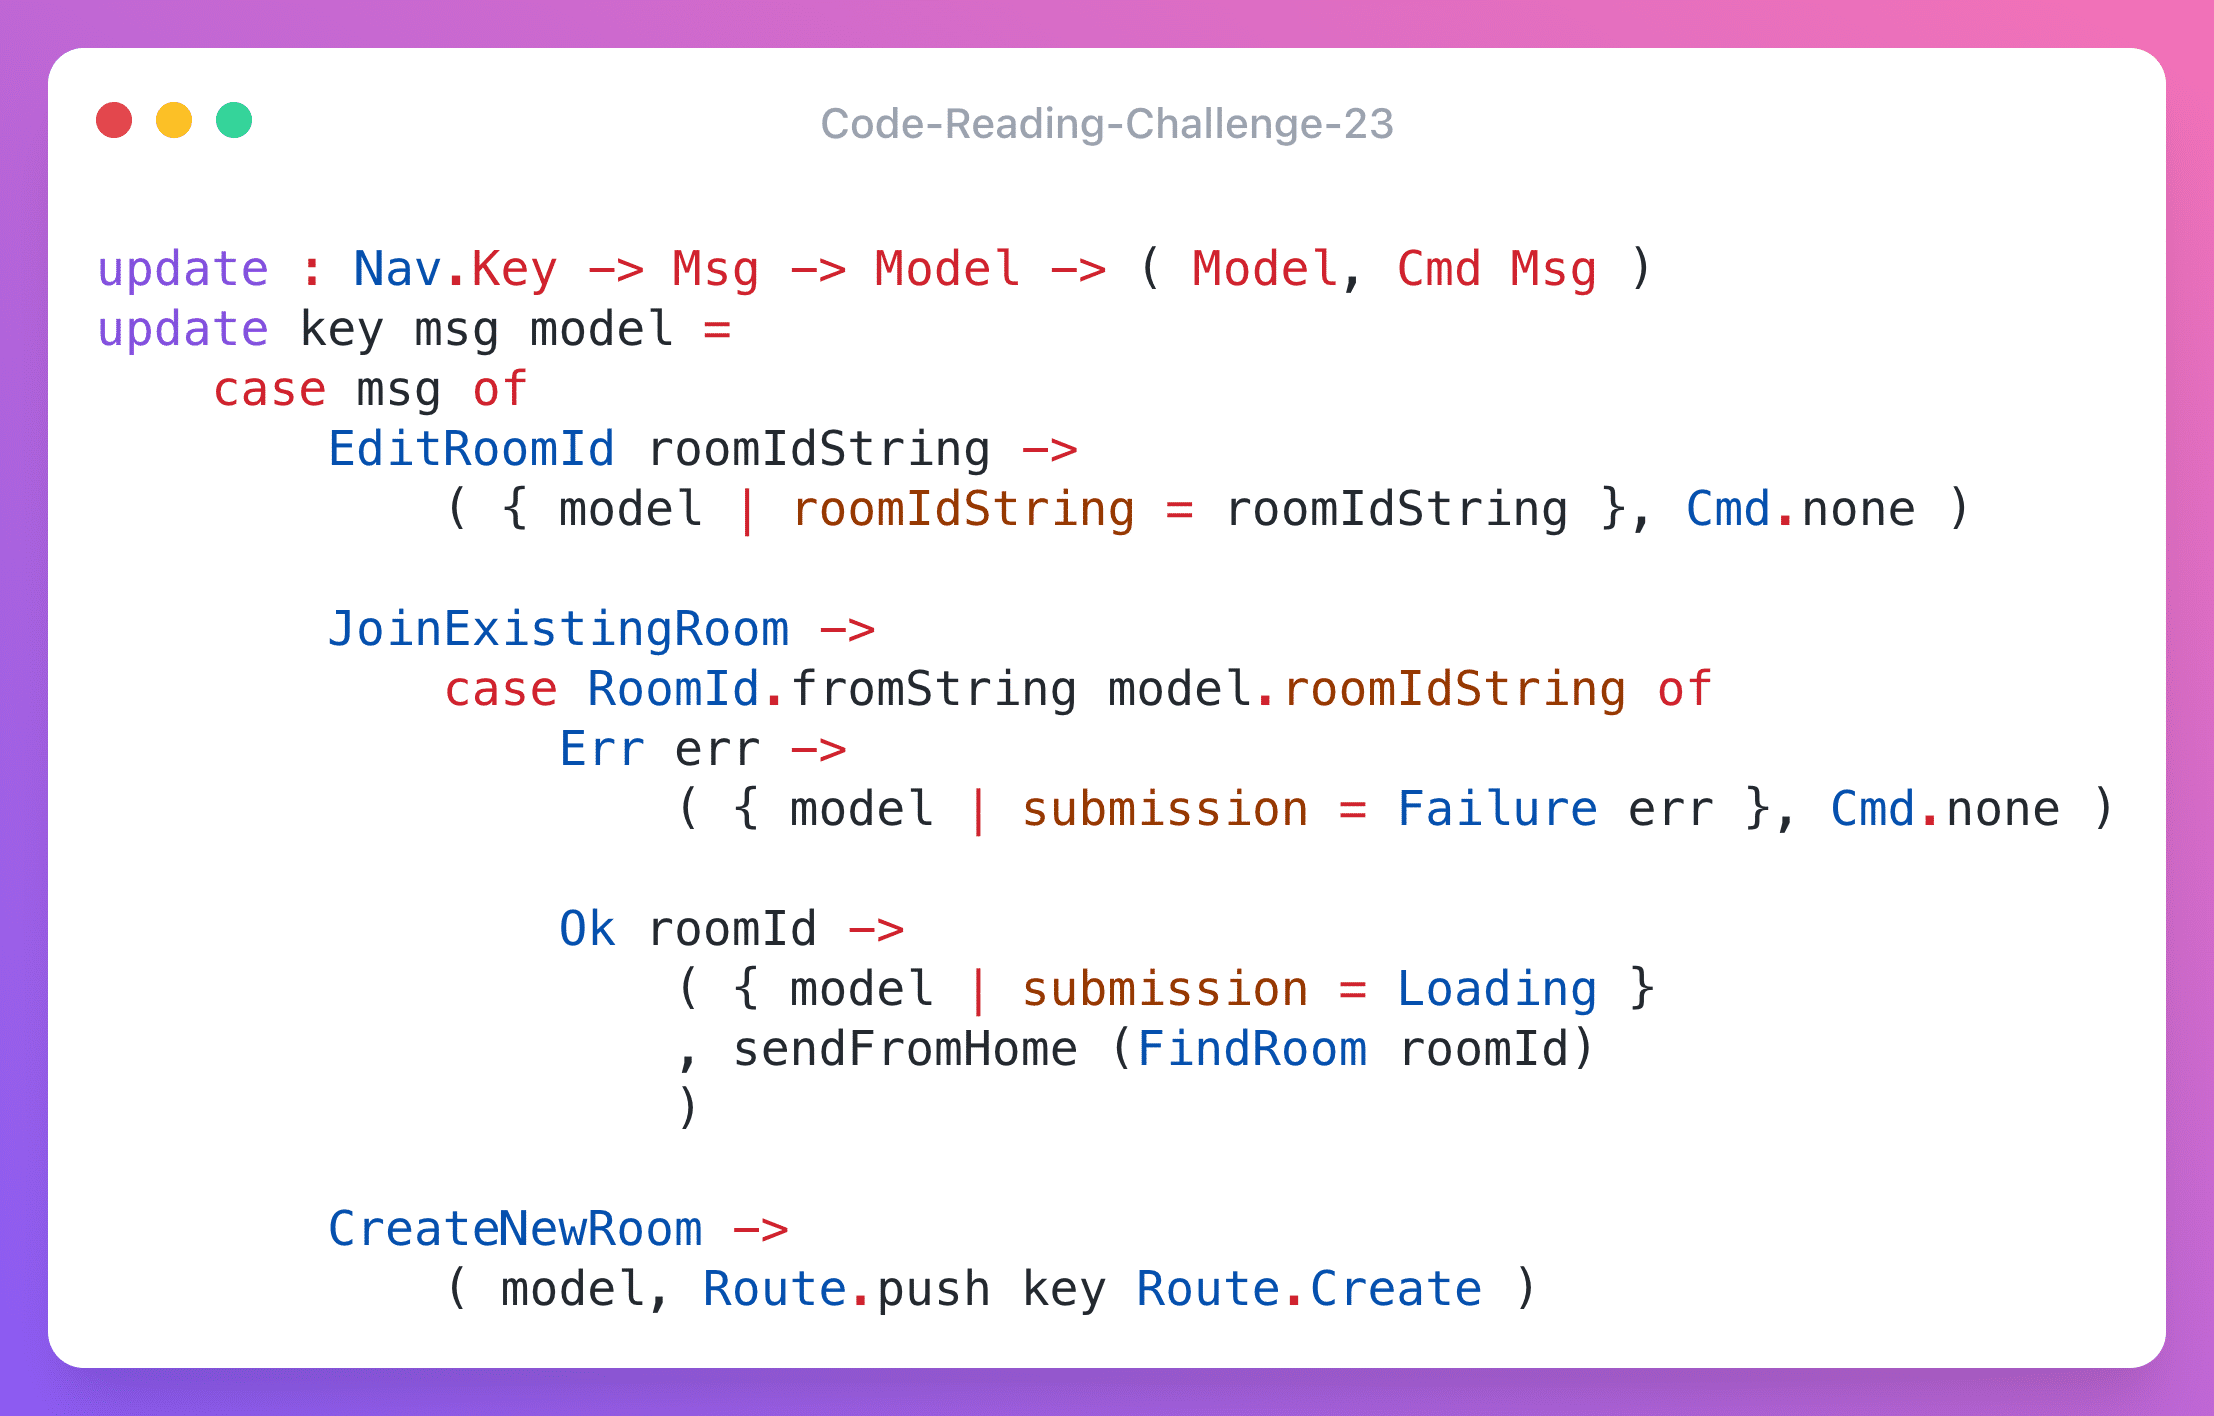 Code-Reading-Challenge-23
update : Nav.Key -> Msg -> Model -> ( Model, Cmd Msg )
update key msg model =
    case msg of
        EditRoomId roomIdString ->
            ( { model | roomIdString = roomIdString }, Cmd.none )

        JoinExistingRoom ->
            case RoomId.fromString model.roomIdString of
                Err err ->
                    ( { model | submission = Failure err }, Cmd.none )

                Ok roomId ->
                    ( { model | submission = Loading }
                    , sendFromHome (FindRoom roomId)
                    )

        CreateNewRoom ->
            ( model, Route.push key Route.Create )